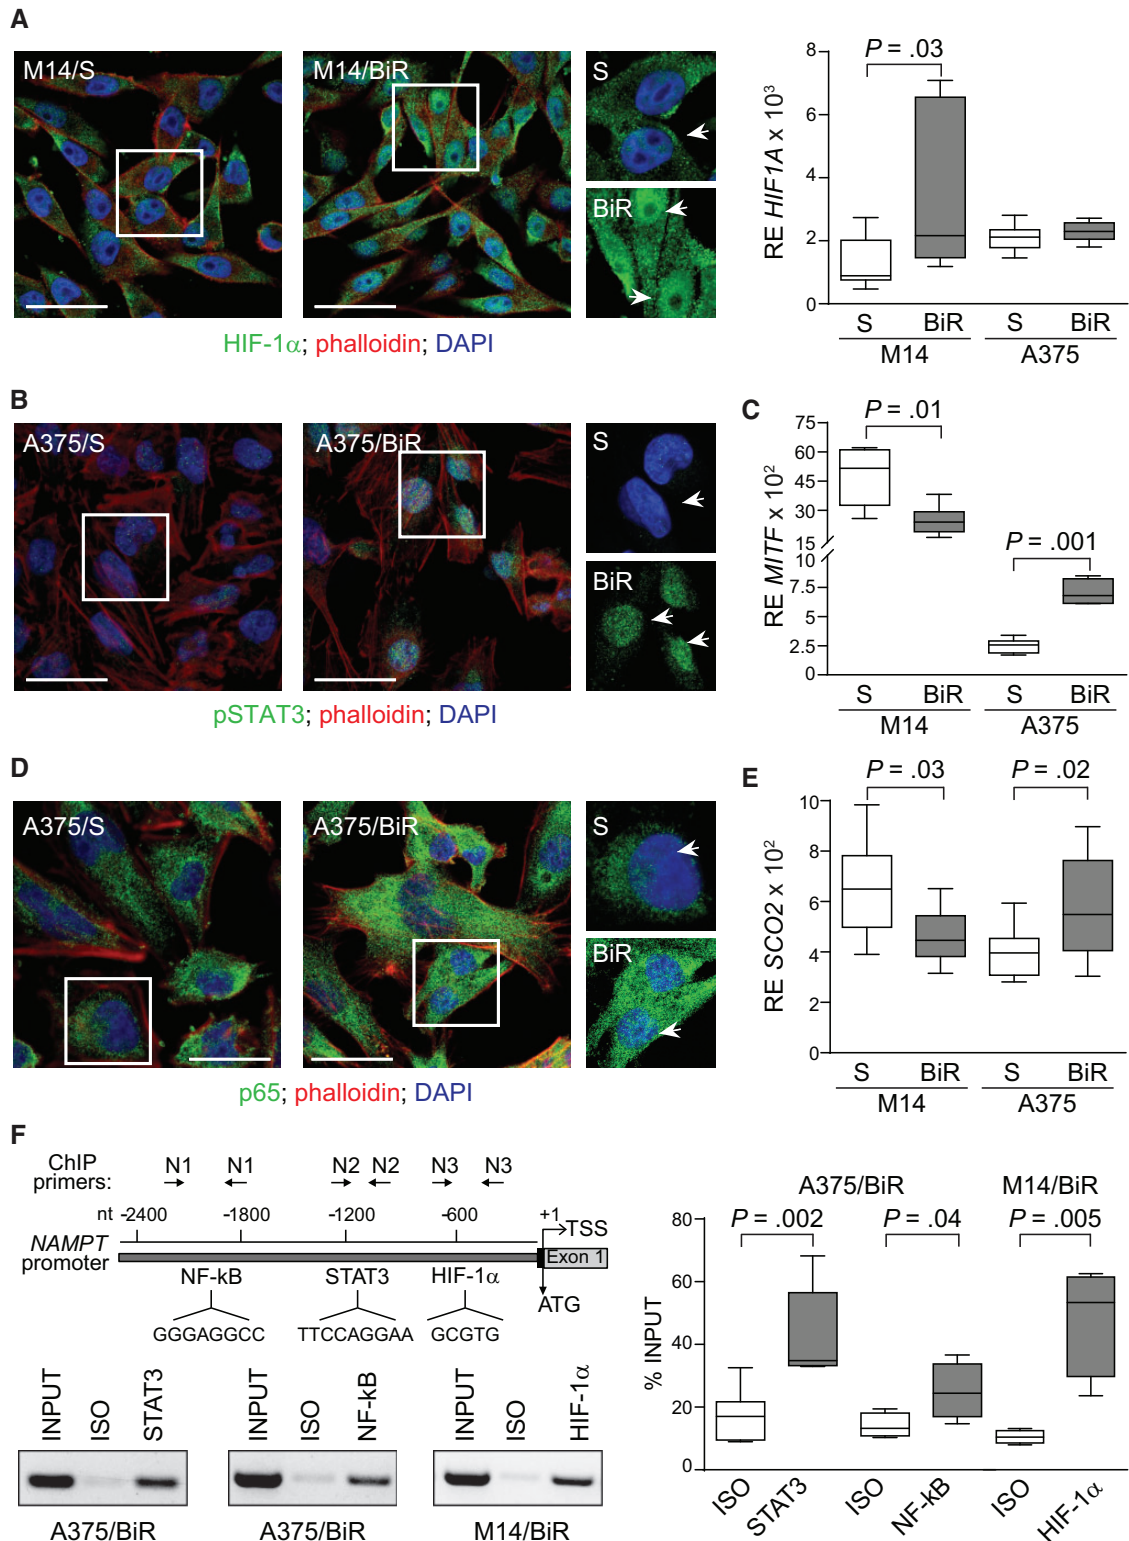 A
M14/S
M14/BiR
S
BiR
HIF-1α; phalloidin; DAPI
P = .03
RE HIF1A x 10³
8
6
4
2
0
S BiR S BiR
M14 A375
B
A375/S
A375/BiR
S
BiR
pSTAT3; phalloidin; DAPI
C
P = .01
P = .001
RE MITF x 10²
75
60
45
30
15
10
7.5
5
2.5
0
S BiR S BiR
M14 A375
D
A375/S
A375/BiR
S
BiR
p65; phalloidin; DAPI
E
P = .03 P = .02
RE SCO2 x 10²
10
8
6
4
2
0
S BiR S BiR
M14 A375
F
ChIP
primers:
N1 N1 N2 N2 N3 N3
nt -2400 -1800 -1200 -600 +1
TSS
NAMPT
promoter
Exon 1
NF-kB STAT3 HIF-1α
ATG
GGGAGGCC TTCCAGGAA GCGTG
INPUT ISO STAT3
INPUT ISO NF-kB
INPUT ISO HIF-1α
A375/BiR A375/BiR M14/BiR
A375/BiR M14/BiR
P = .002 P = .04 P = .005
% INPUT
80
60
40
20
0
ISO STAT3 ISO NF-kB ISO HIF-1α